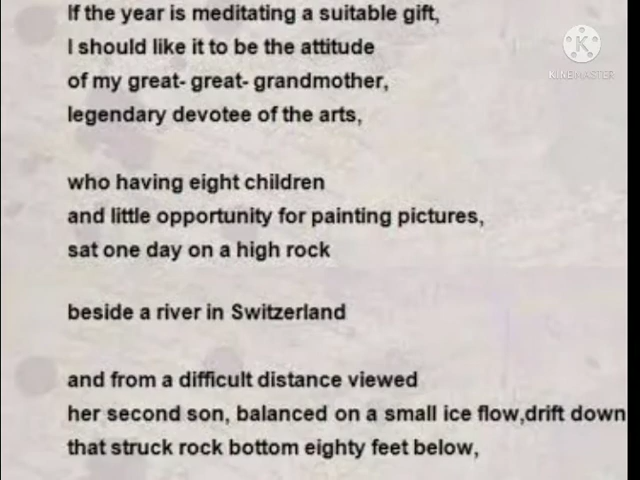 If the year is meditating a suitable gift,
I should like it to be the attitude
of my great- great- grandmother,
legendary devotee of the arts,
who having eight children
and little opportunity for painting pictures,
sat one day on a high rock
beside a river in Switzerland
and from a difficult distance viewed
her second son, balanced on a small ice flow,drift down
that struck rock bottom eighty feet below,
KINEMASTER